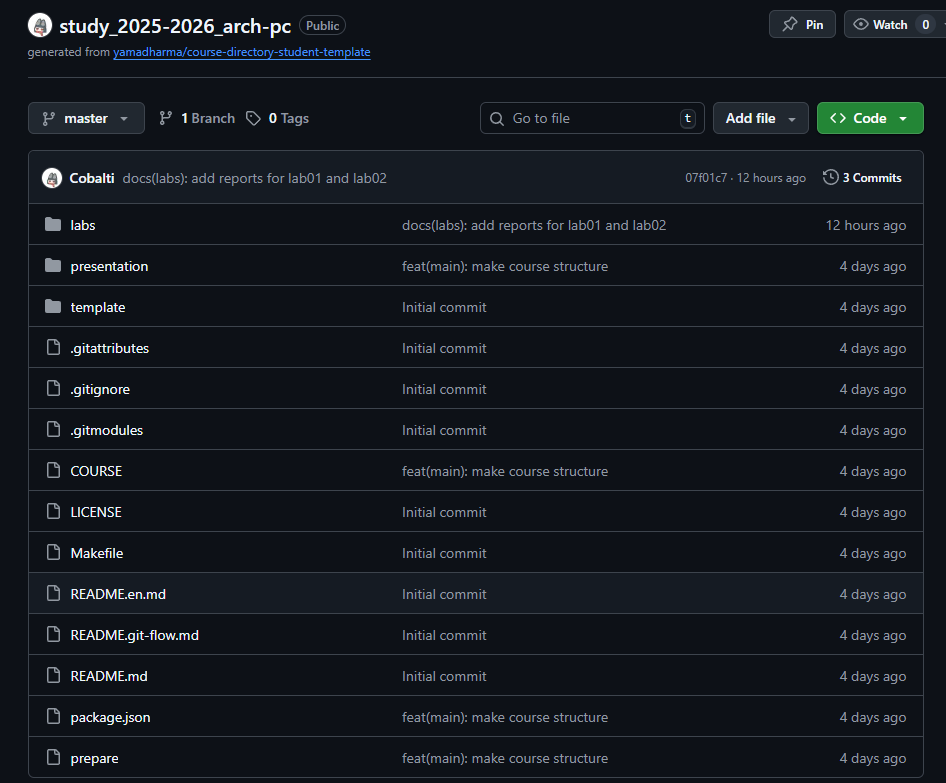 study_2025-2026_arch-pc Public Pin Watch 0
generated from yamadharma/course-directory-student-template
master 1 Branch 0 Tags Go to file t Add file Code
Cobalti docs(labs): add reports for lab01 and lab02 07f01c7 · 12 hours ago 3 Commits
labs docs(labs): add reports for lab01 and lab02 12 hours ago
presentation feat(main): make course structure 4 days ago
template Initial commit 4 days ago
.gitattributes Initial commit 4 days ago
.gitignore Initial commit 4 days ago
.gitmodules Initial commit 4 days ago
COURSE feat(main): make course structure 4 days ago
LICENSE Initial commit 4 days ago
Makefile Initial commit 4 days ago
README.en.md Initial commit 4 days ago
README.git-flow.md Initial commit 4 days ago
README.md Initial commit 4 days ago
package.json feat(main): make course structure 4 days ago
prepare feat(main): make course structure 4 days ago